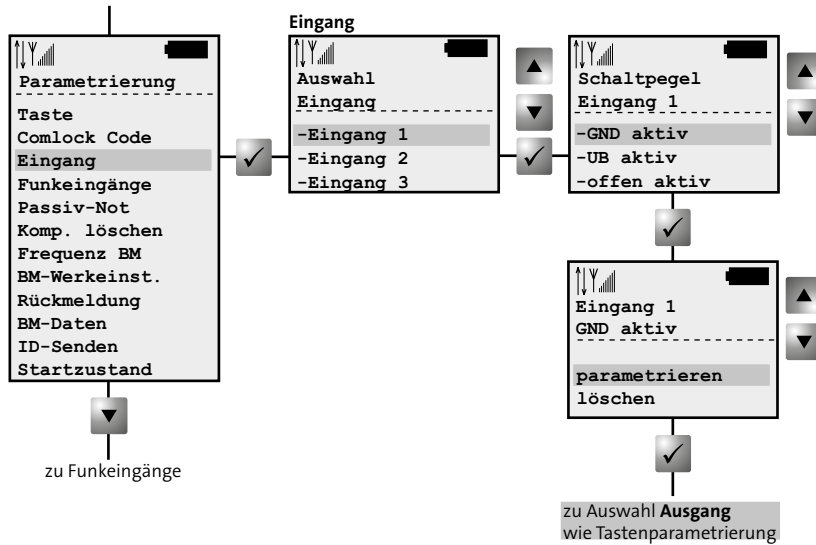 Parametrierung
Taste
Comlock Code
Eingang
Funkeingänge
Passiv-Not
Komp. löschen
Frequenz BM
BM-Werkeinst.
Rückmeldung
BM-Daten
ID-Senden
Startzustand
zu Funkeingänge
Eingang
Auswahl
Eingang
-Eingang 1
-Eingang 2
-Eingang 3
Schaltpegel
Eingang 1
-GND aktiv
-UB aktiv
-offen aktiv
Eingang 1
GND aktiv
parametrieren
löschen
zu Auswahl Ausgang
wie Tastenparametrierung